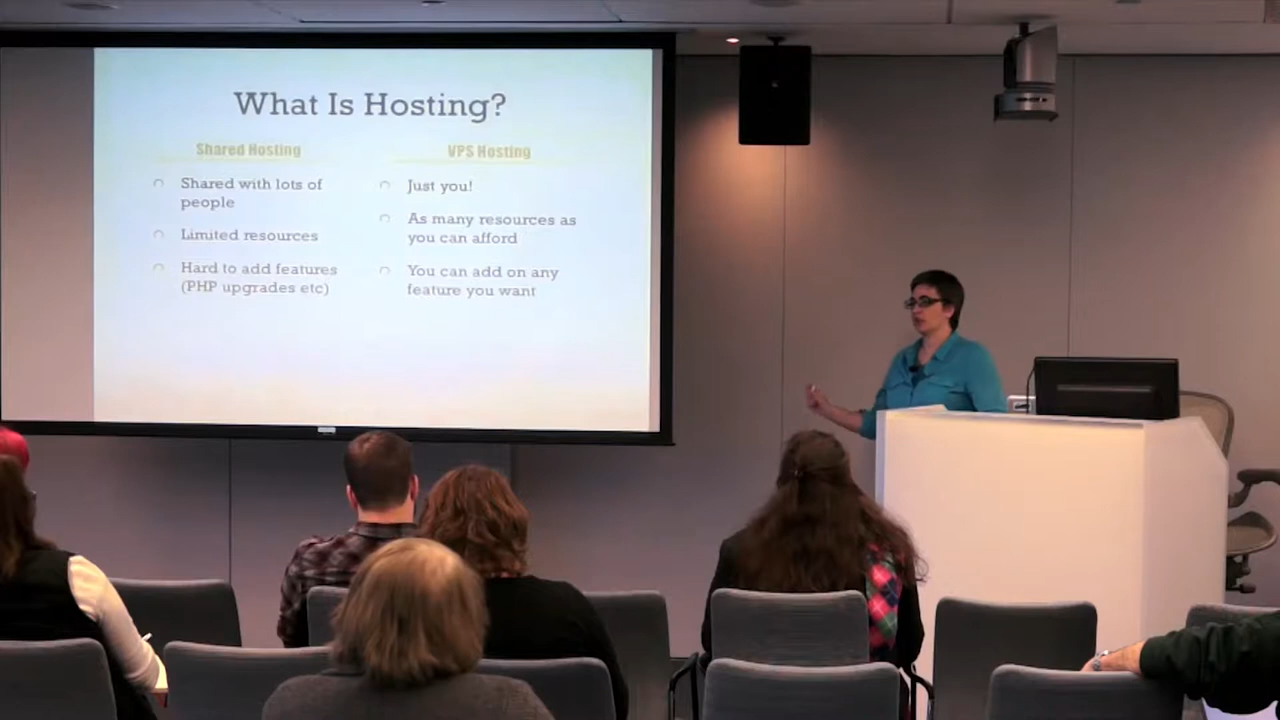 What Is Hosting?
Shared Hosting
Shared with lots of
people
Limited resources
Hard to add features
(PHP upgrades etc)
VPS Hosting
Just you!
As many resources as
you can afford
You can add on any
feature you want